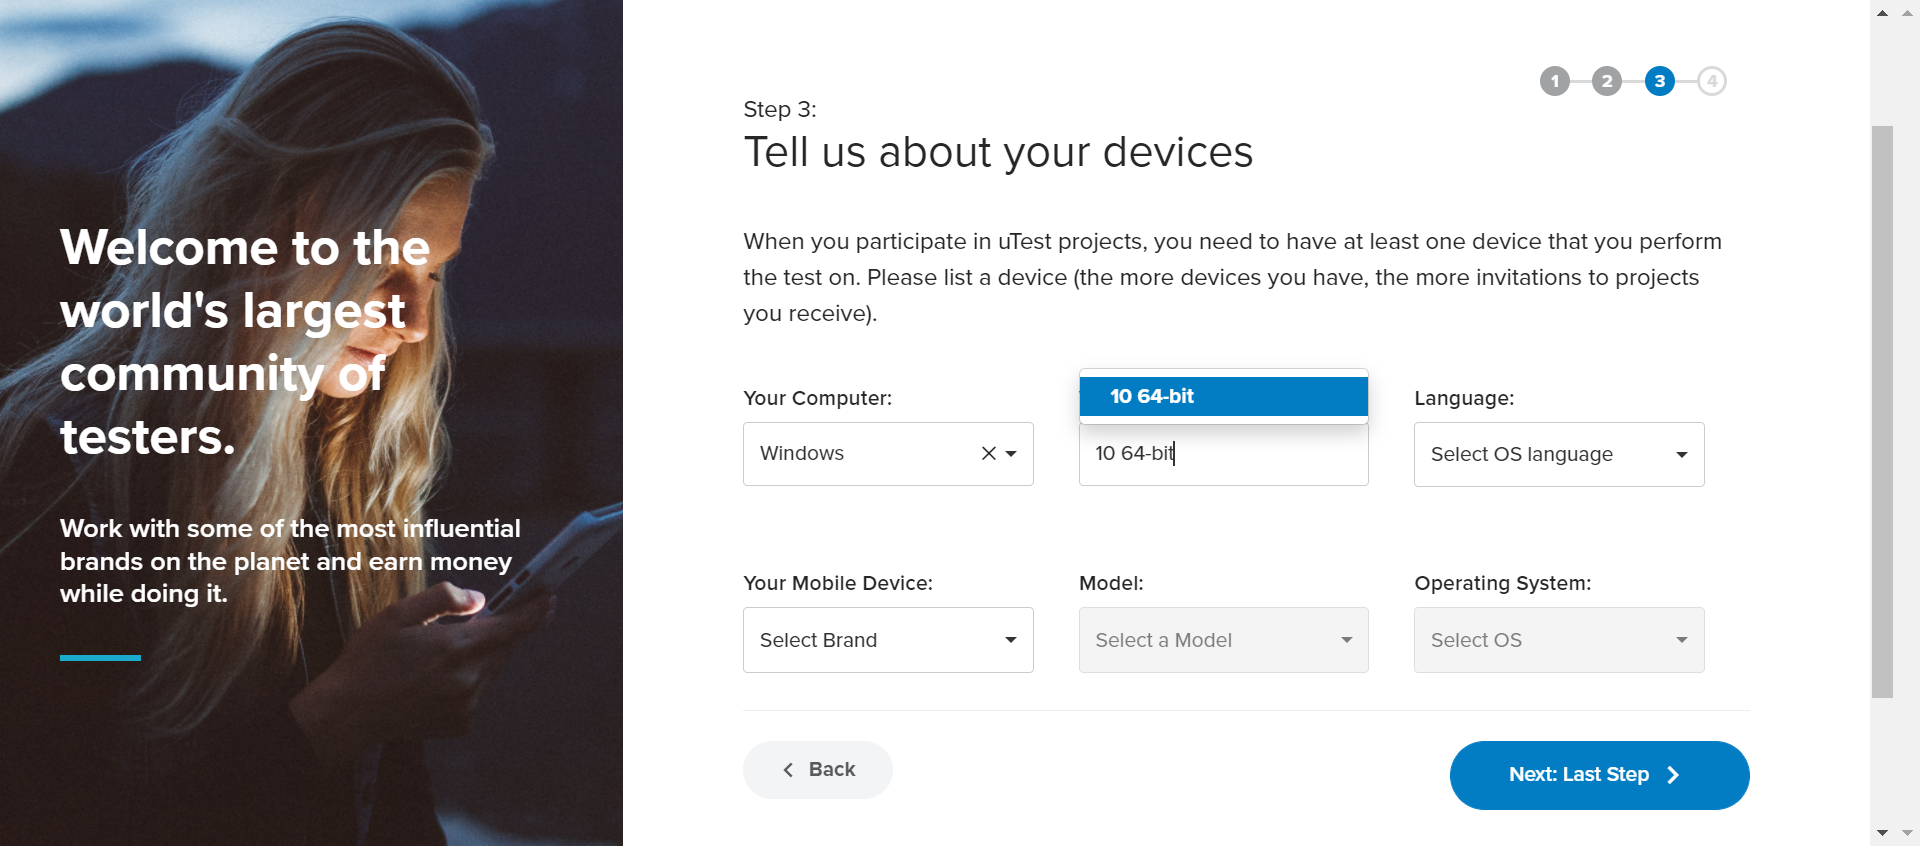 Welcome to the
world's largest
community of
testers.
Work with some of the most influential
brands on the planet and earn money
while doing it.
1 2 3 4
Step 3:
Tell us about your devices
When you participate in uTest projects, you need to have at least one device that you perform
the test on. Please list a device (the more devices you have, the more invitations to projects
you receive).
Your Computer:
10 64-bit
Language:
Windows
10 64-bit
Select OS language
Your Mobile Device:
Model:
Operating System:
Select Brand
Select a Model
Select OS
Back
Next: Last Step